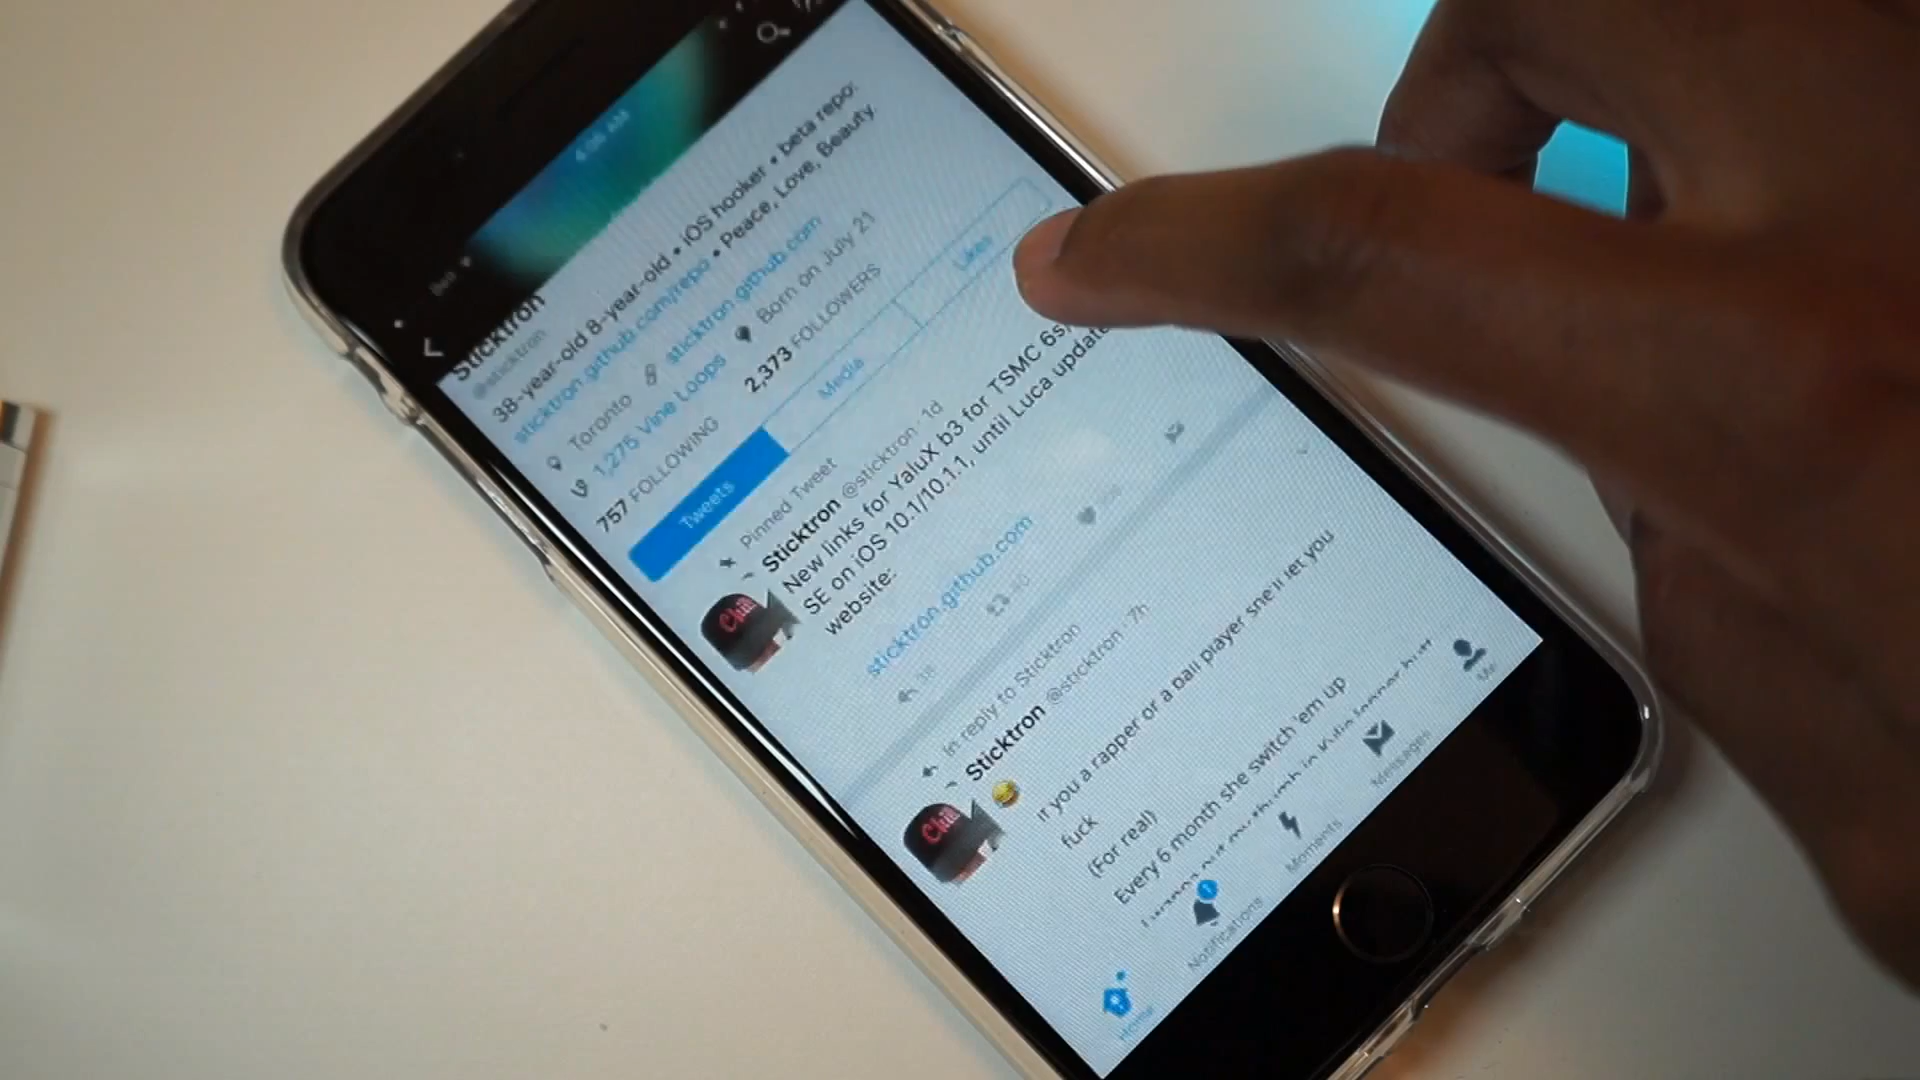 Sticktron
@sticktron
38-year-old 8-year-old • iOS hooker • beta repo:
sticktron.github.com/repo • Peace, Love, Beauty.
Toronto sticktron.github.com
1,275 Vine Loops Born on July 21
757 FOLLOWING 2,373 FOLLOWERS
Tweets Media Likes
Pinned Tweet
Sticktron @sticktron · 1d
New links for YaluX b3 for TSMC 6s/
SE on iOS 10.1/10.1.1, until Luca update
website:
sticktron.github.com
38
In reply to Sticktron
Sticktron @sticktron · 7h
😂
If you a rapper or a ball player she'll let you
fuck
(For real)
Every 6 month she switch 'em up
Home Notifications Moments Messages Me
1
Chill
Chill